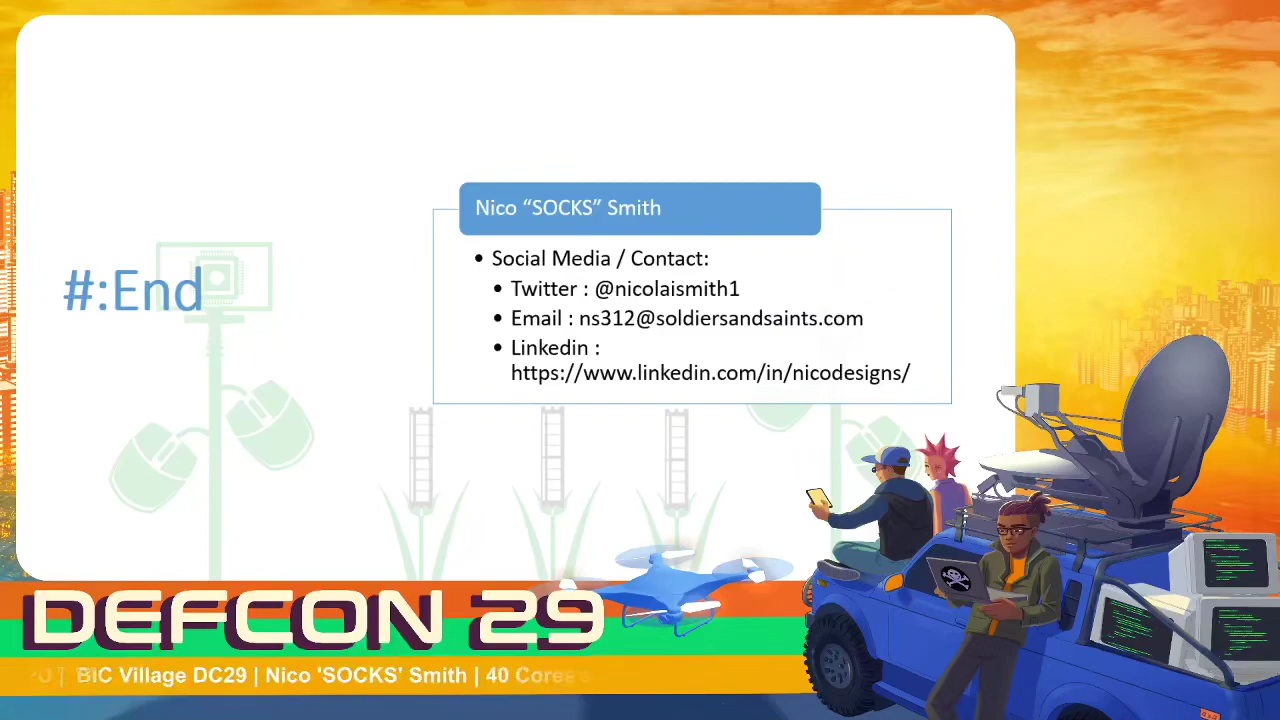 Nico “SOCKS” Smith
#:End
• Social Media / Contact:
• Twitter : @nicolaismith1
• Email : ns312@soldiersandsaints.com
• Linkedin :
https://www.linkedin.com/in/nicodesigns/
DEFCON 29
| BIC Village DC29 | Nico 'SOCKS' Smith | 40 Cores